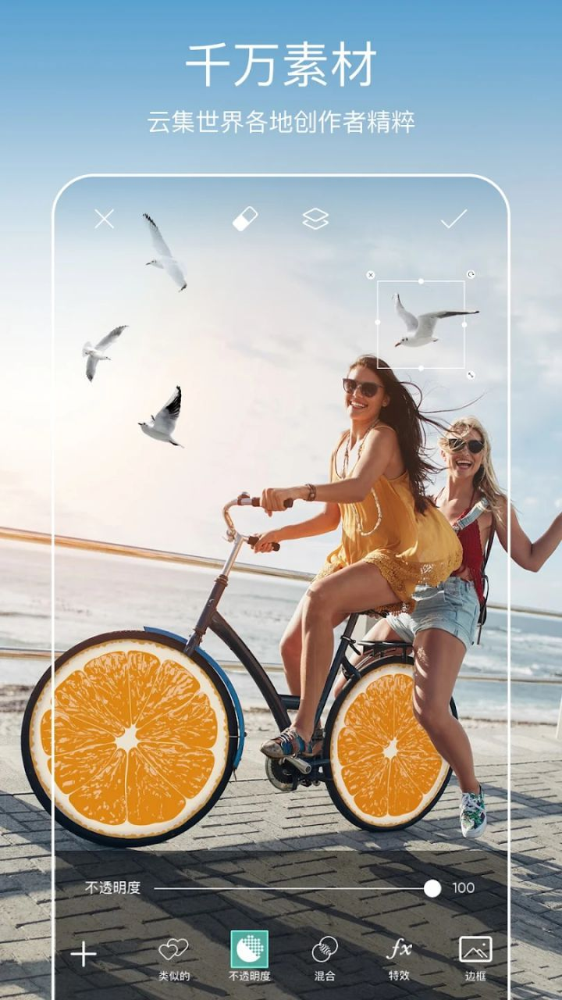 千万素材
云集世界各地创作者精粹
不透明度 100
类似的 不透明度 混合 特效 边框